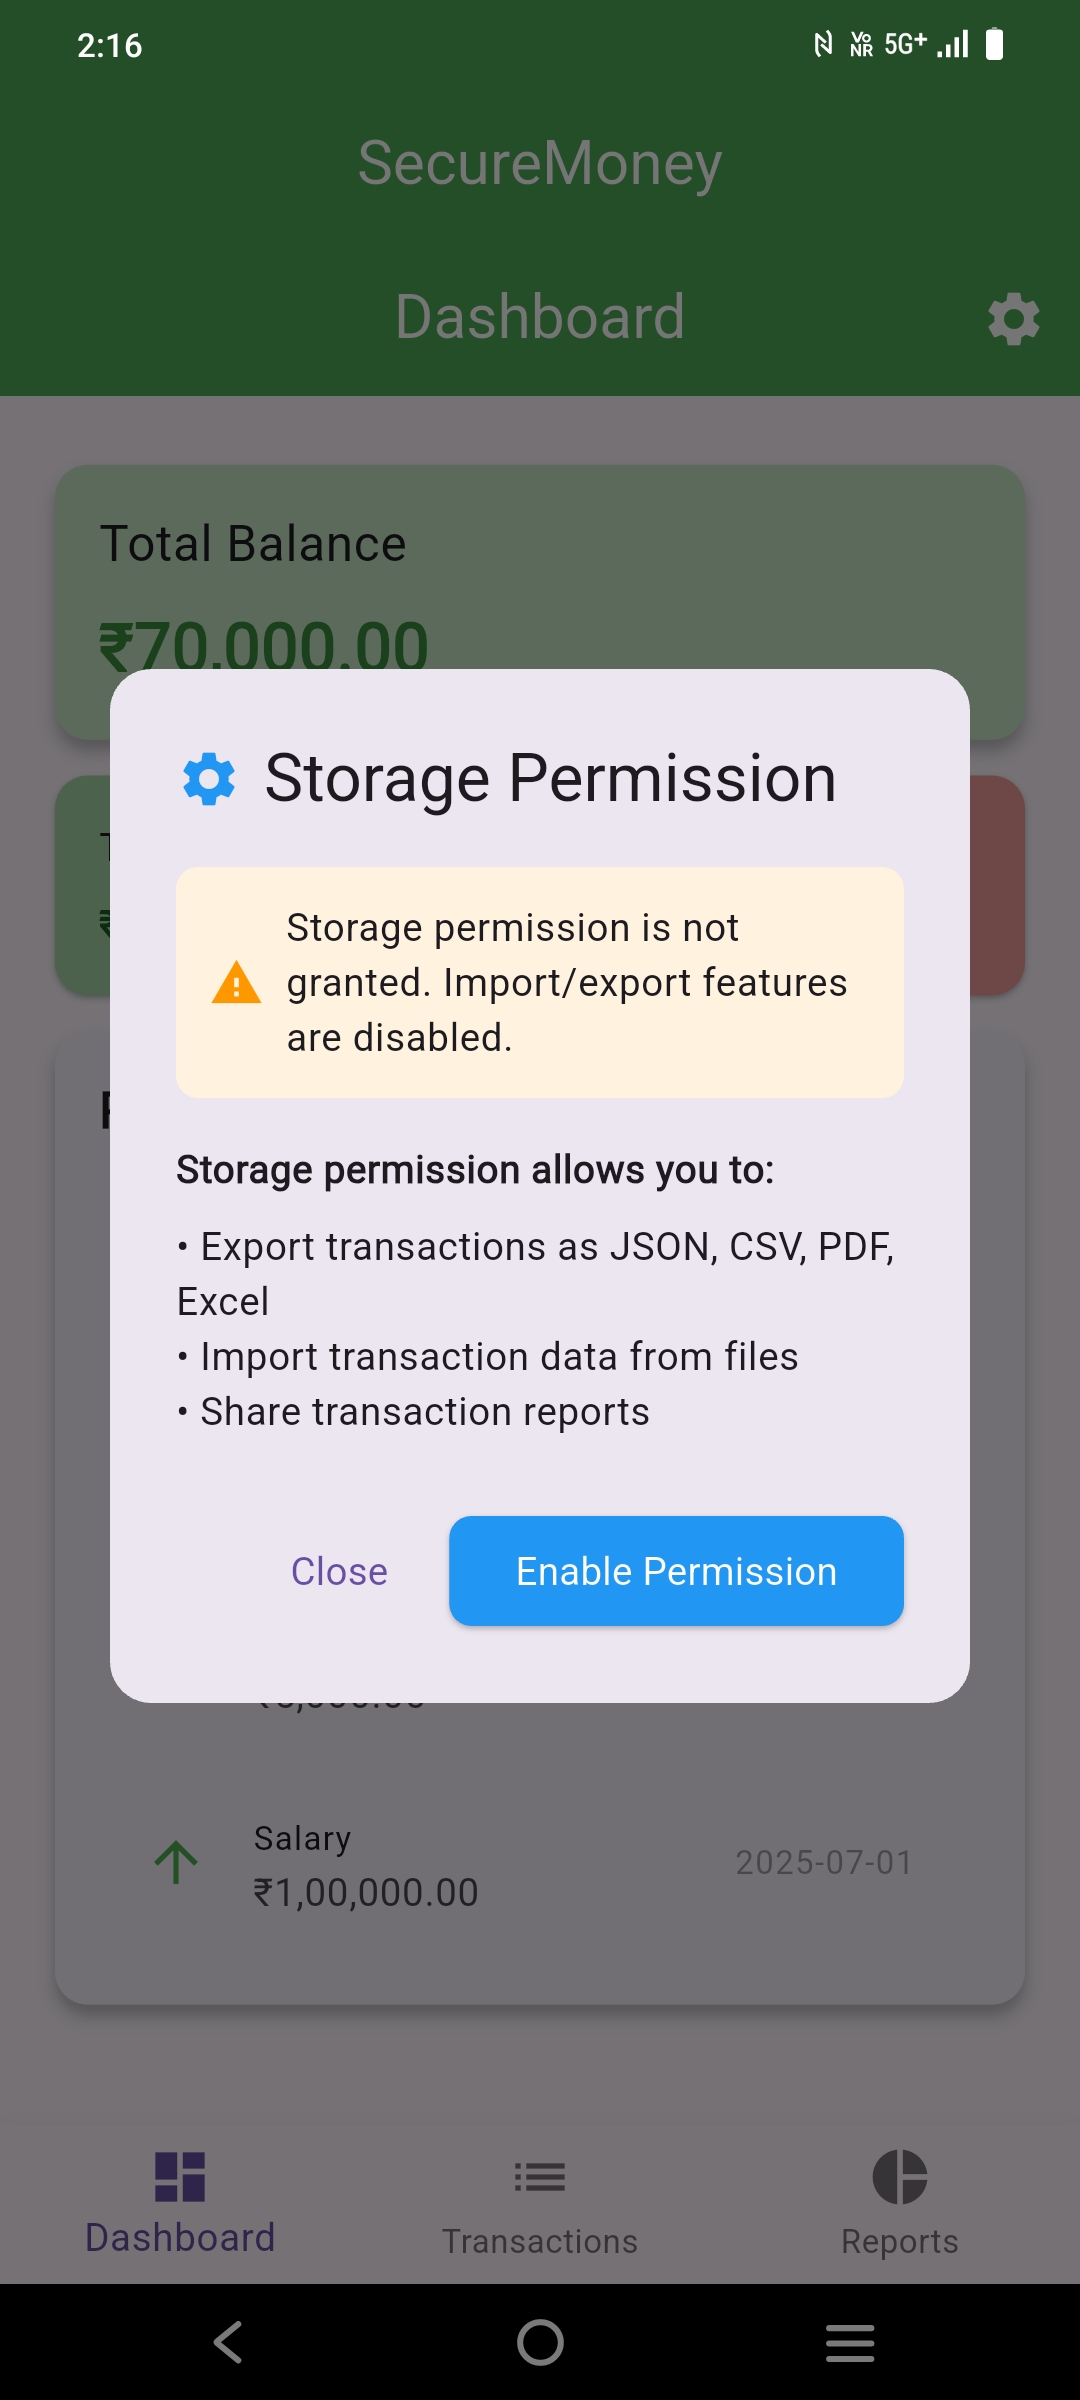 2:16
Vo NR 5G+
SecureMoney
Dashboard
Total Balance
₹70,000.00
Storage Permission
Storage permission is not
granted. Import/export features
are disabled.
Storage permission allows you to:
• Export transactions as JSON, CSV, PDF,
Excel
• Import transaction data from files
• Share transaction reports
Close Enable Permission
Salary
₹1,00,000.00
2025-07-01
Dashboard Transactions Reports